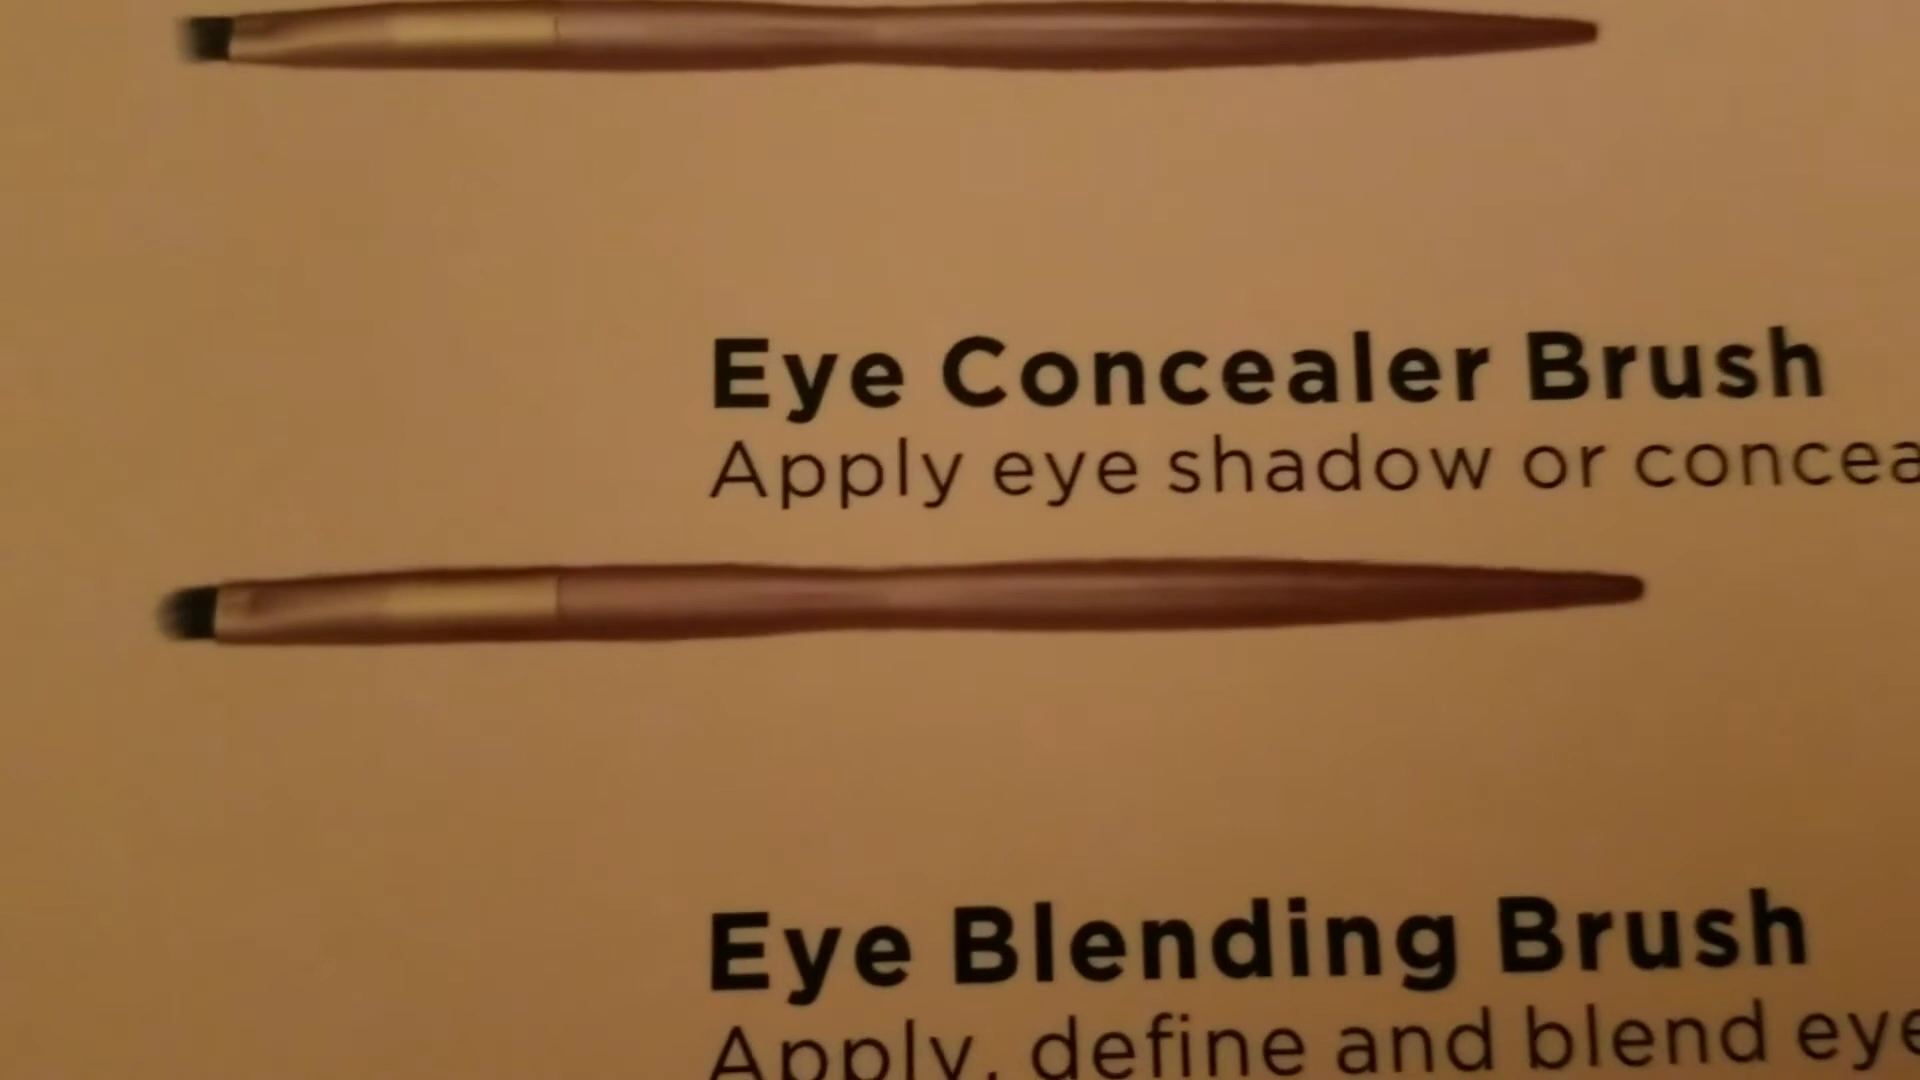 Eye Concealer Brush
Apply eye shadow or concea
Eye Blending Brush
Apply, define and blend eye